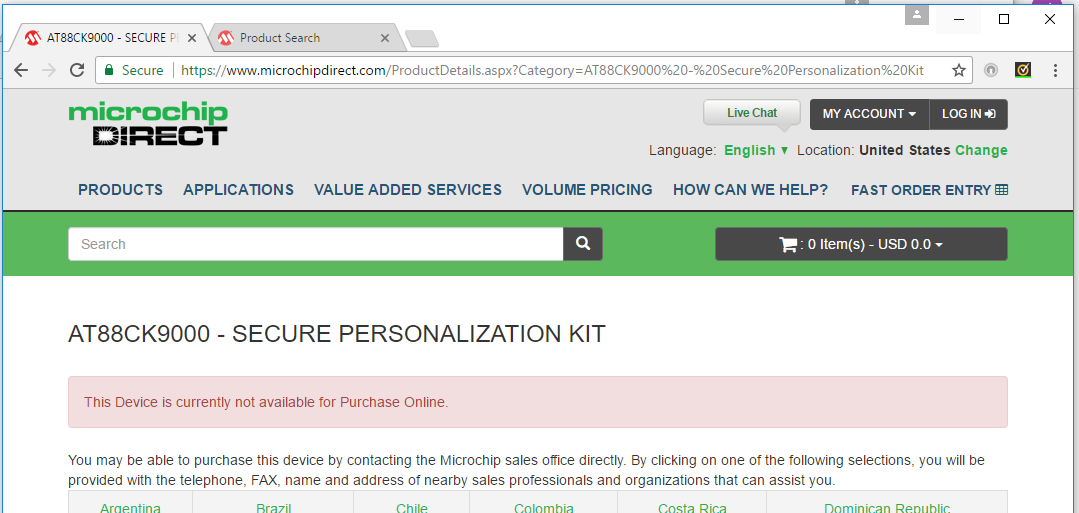 AT88CK9000 - SECURE P
Product Search
Secure
https://www.microchipdirect.com/ProductDetails.aspx?Category=AT88CK9000%20-%20Secure%20Personalization%20Kit
microchip
DIRECT
Live Chat
MY ACCOUNT
LOG IN
Language: English Location: United States Change
PRODUCTS APPLICATIONS VALUE ADDED SERVICES VOLUME PRICING HOW CAN WE HELP? FAST ORDER ENTRY
Search
: 0 Item(s) - USD 0.0
AT88CK9000 - SECURE PERSONALIZATION KIT
This Device is currently not available for Purchase Online.
You may be able to purchase this device by contacting the Microchip sales office directly. By clicking on one of the following selections, you will be
provided with the telephone, FAX, name and address of nearby sales professionals and organizations that can assist you.
Argentina Brazil Chile Colombia Costa Rica Dominican Republic